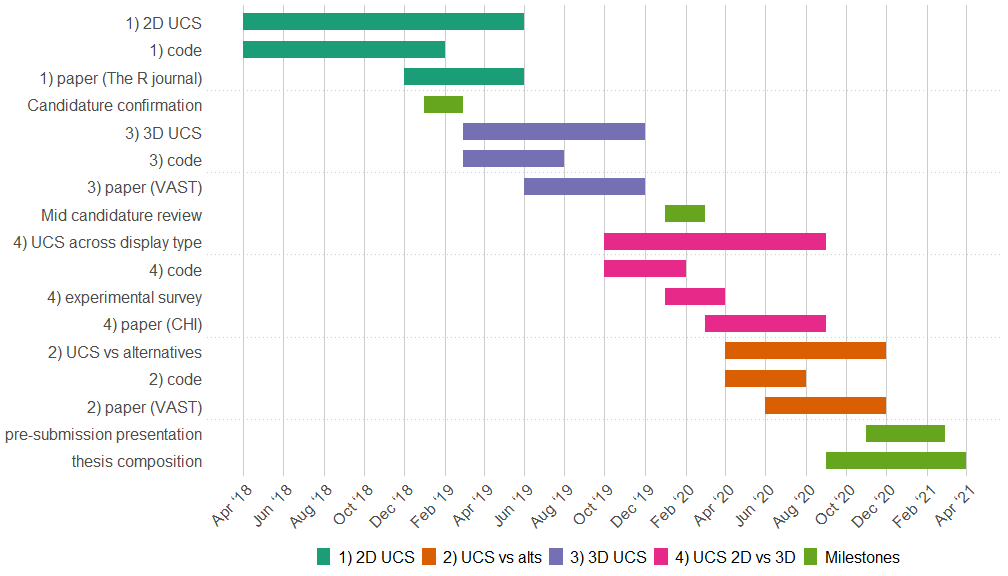 1) 2D UCS
1) code
1) paper (The R journal)
Candidature confirmation
3) 3D UCS
3) code
3) paper (VAST)
Mid candidature review
4) UCS across display type
4) code
4) experimental survey
4) paper (CHI)
2) UCS vs alternatives
2) code
2) paper (VAST)
pre-submission presentation
thesis composition
Apr '18 Jun '18 Aug '18 Oct '18 Dec '18 Feb '19 Apr '19 Jun '19 Aug '19 Oct '19 Dec '19 Feb '20 Apr '20 Jun '20 Aug '20 Oct '20 Dec '20 Feb '21 Apr '21
1) 2D UCS 2) UCS vs alts 3) 3D UCS 4) UCS 2D vs 3D Milestones